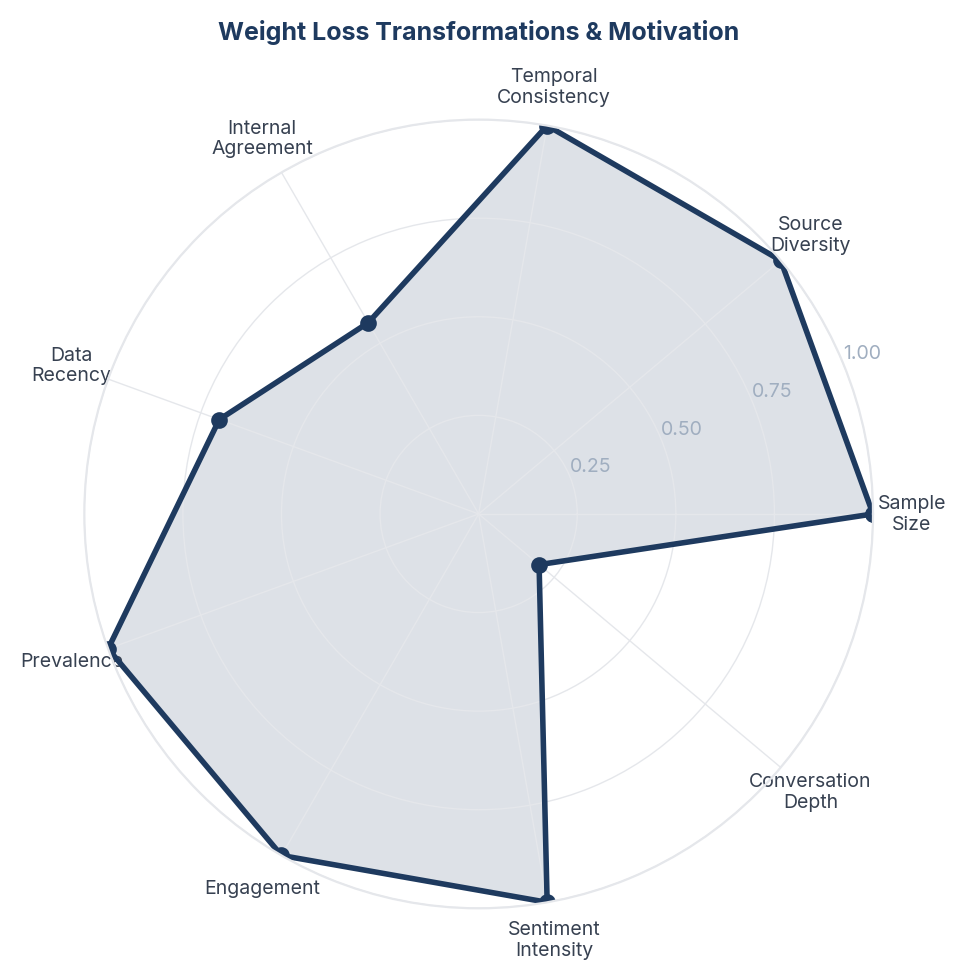 Weight Loss Transformations & Motivation
Temporal
Consistency
Internal
Agreement
Source
Diversity
Data
Recency
1.00
0.75
0.50
0.25
Sample
Size
Prevalence
Conversation
Depth
Engagement
Sentiment
Intensity